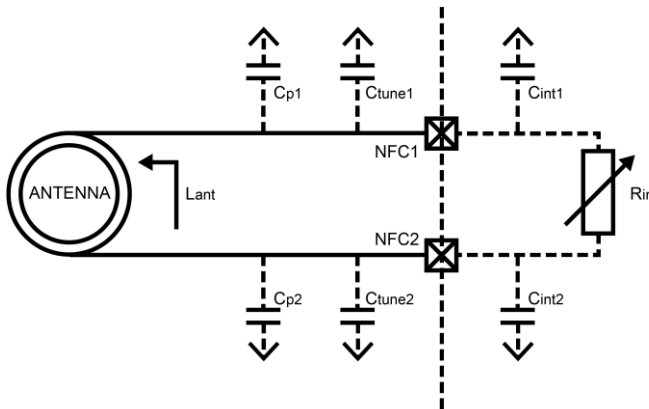 Cp1
Ctune1
Cint1
NFC1
ANTENNA
Lant
Rin
NFC2
Cp2
Ctune2
Cint2